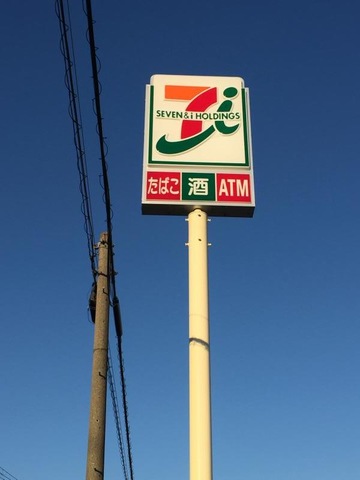 SEVEN & i HOLDINGS
たばこ 酒 ATM